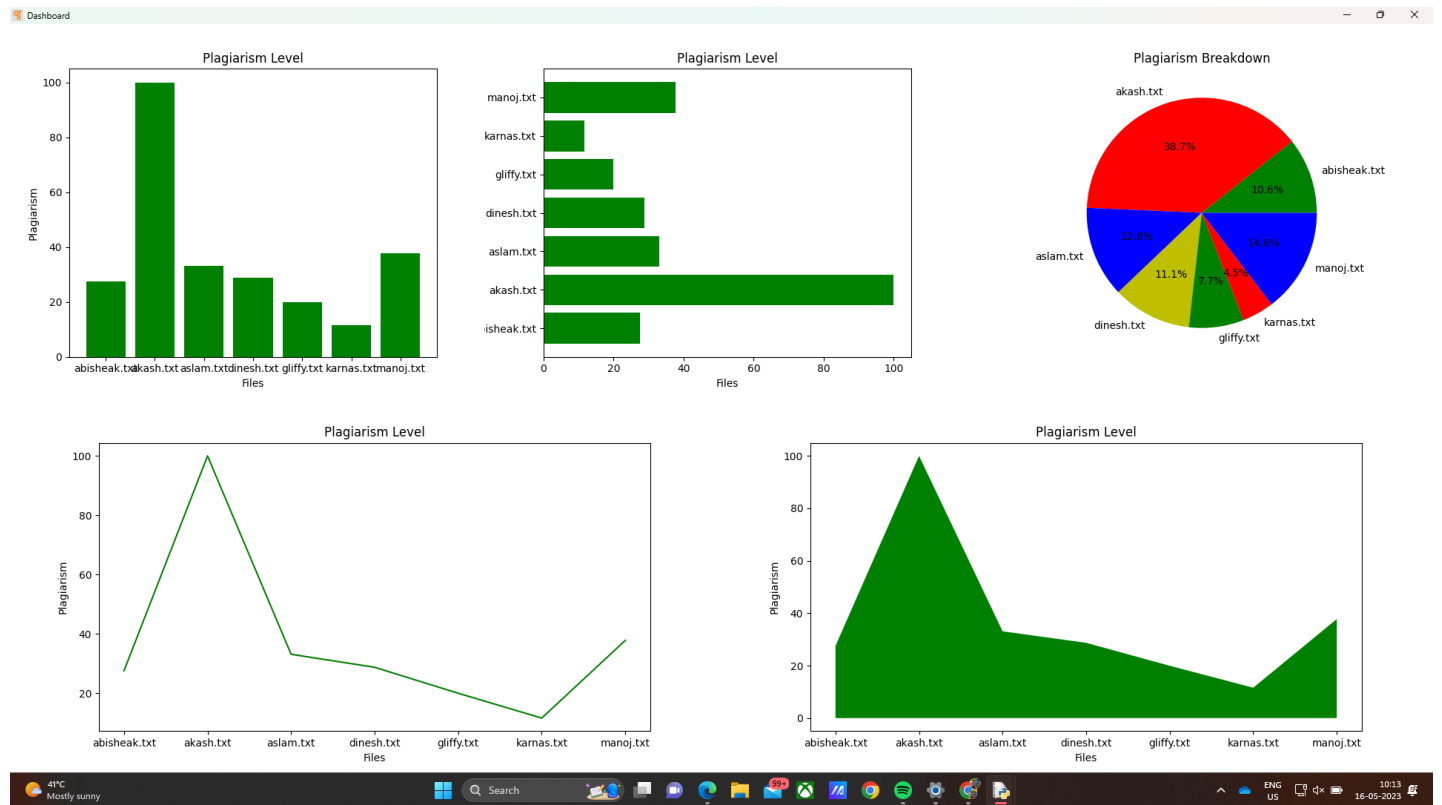 Dashboard
Plagiarism Level
100
80
60
40
20
0
Plagiarism
abisheak.txt akash.txt aslam.txt dinesh.txt gliffy.txt karnas.txt manoj.txt
Files
Plagiarism Level
manoj.txt
karnas.txt
gliffy.txt
dinesh.txt
aslam.txt
akash.txt
isheak.txt
0 20 40 60 80 100
Files
Plagiarism Breakdown
akash.txt
38.7%
abisheak.txt
10.6%
aslam.txt
12.8%
14.6%
manoj.txt
11.1%
7.7%
4.5%
dinesh.txt
karnas.txt
gliffy.txt
Plagiarism Level
100
80
60
40
20
Plagiarism
abisheak.txt akash.txt aslam.txt dinesh.txt gliffy.txt karnas.txt manoj.txt
Files
Plagiarism Level
100
80
60
40
20
0
Plagiarism
abisheak.txt akash.txt aslam.txt dinesh.txt gliffy.txt karnas.txt manoj.txt
Files
41°C
Mostly sunny
Search
99+
ENG
US
10:13
16-05-2023